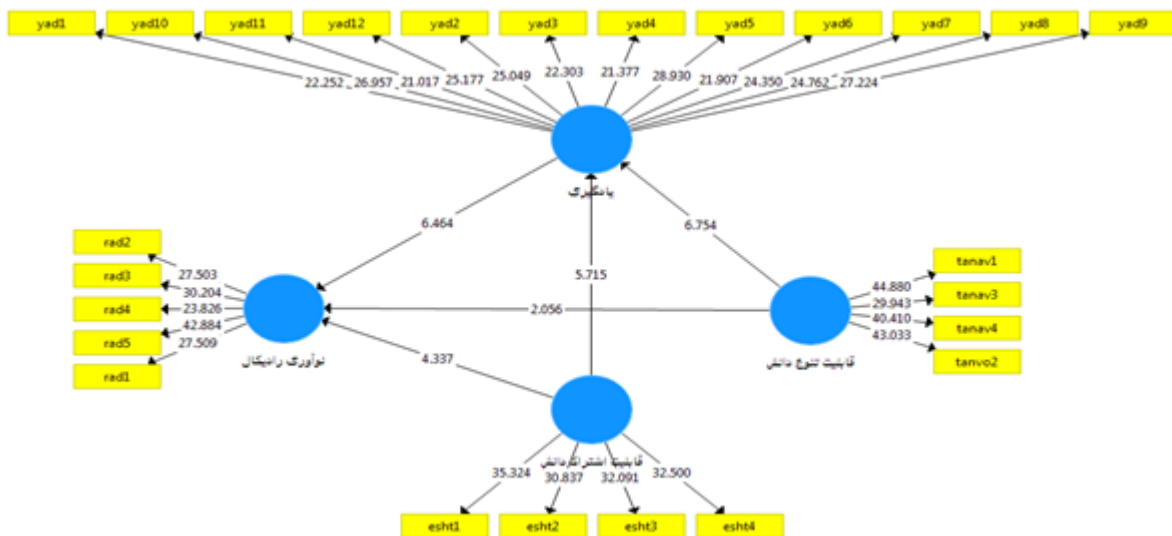 yad1 yad10 yad11 yad12 yad2 yad3 yad4 yad5 yad6 yad7 yad8 yad9
22.252 26.957 21.017 25.177 25.049 22.303 21.377 28.930 21.907 24.350 24.762 27.224
یادگیری
6.464
6.754
5.715
rad2
rad3
rad4
rad5
rad1
27.503
30.204
23.826
42.884
27.509
نوآوری رادیکال
2.056
4.337
tanav1
tanav3
tanav4
tanvo2
44.880
29.943
40.410
43.033
قابلیت تنوع دانش
قابلیت اشتراک دانش
35.324 30.837 32.091 32.500
esht1 esht2 esht3 esht4